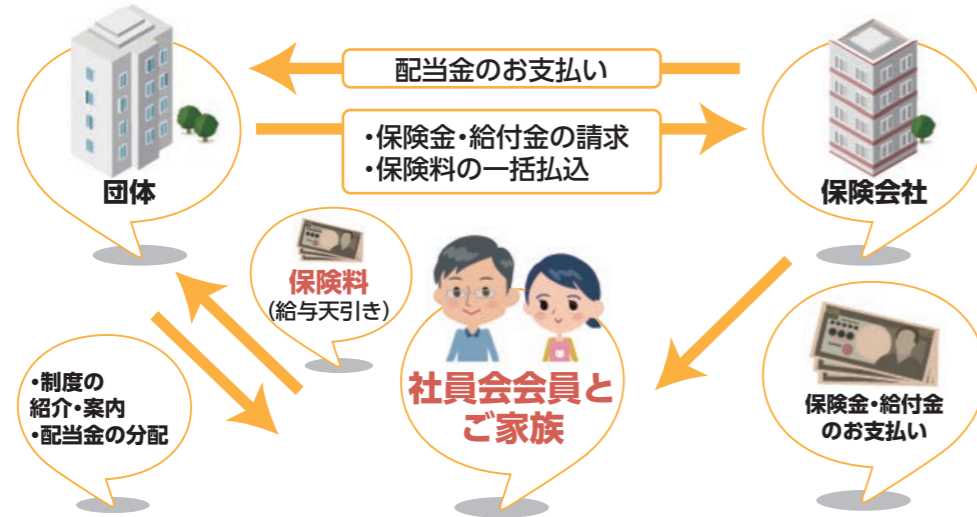 配当金のお支払い
・保険金・給付金の請求
・保険料の一括払込
団体
保険会社
保険料
(給与天引き)
社員会会員と
ご家族
・制度の
紹介・案内
・配当金の分配
保険金・給付金
のお支払い